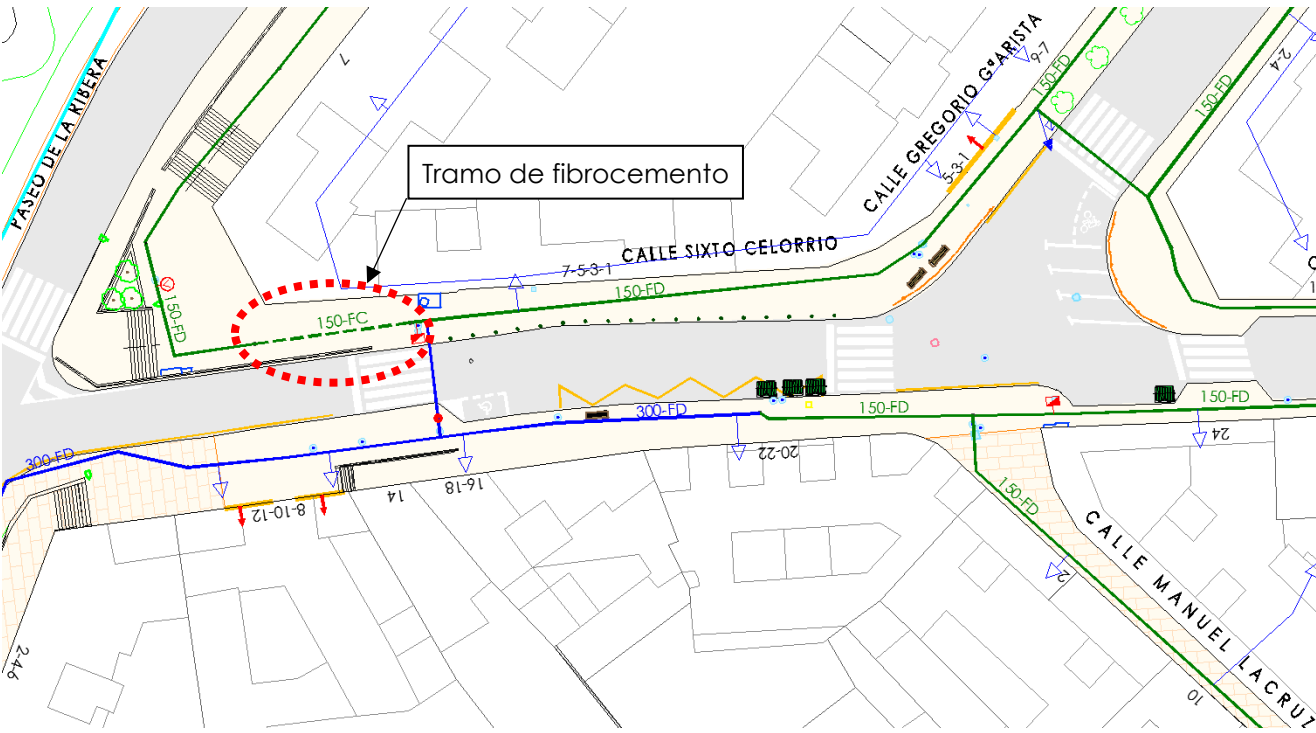 PASEO DE LA RIBERA
7
Tramo de fibrocemento
CALLE GREGORIO GªARISTA
9-7
150-FD
2-4
150-FD
5-3-1
CALLE SIXTO CELORRIO
7-5-3-1
150-FD
150-FD
150-FC
300-FD
150-FD
150-FD
300-FD
24
20-22
16-18
14
8-10-12
150-FD
2
CALLE MANUEL LACRUZ
10
2-4-6